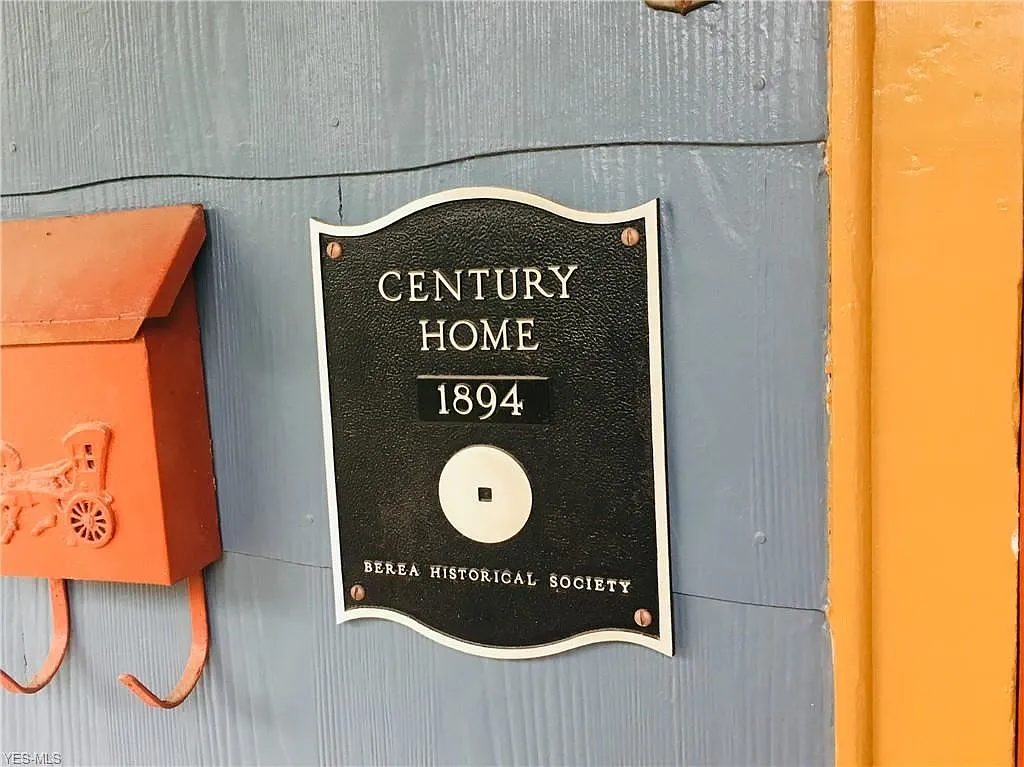 CENTURY
HOME
1894
BEREA HISTORICAL SOCIETY
YES-MLS